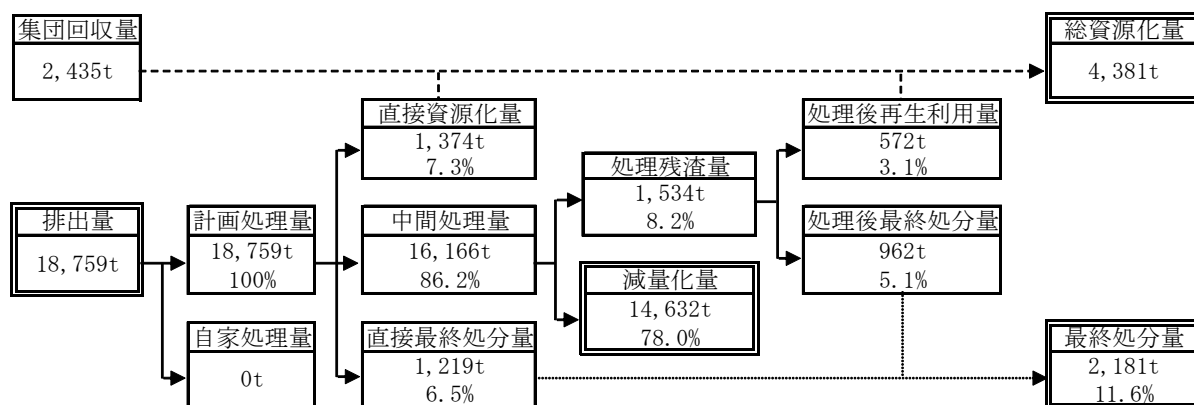 集団回収量
2,435t
総資源化量
4,381t
直接資源化量
1,374t
7.3%
処理後再生利用量
572t
3.1%
処理残渣量
1,534t
8.2%
排出量
18,759t
計画処理量
18,759t
100%
中間処理量
16,166t
86.2%
処理後最終処分量
962t
5.1%
減量化量
14,632t
78.0%
自家処理量
0t
直接最終処分量
1,219t
6.5%
最終処分量
2,181t
11.6%